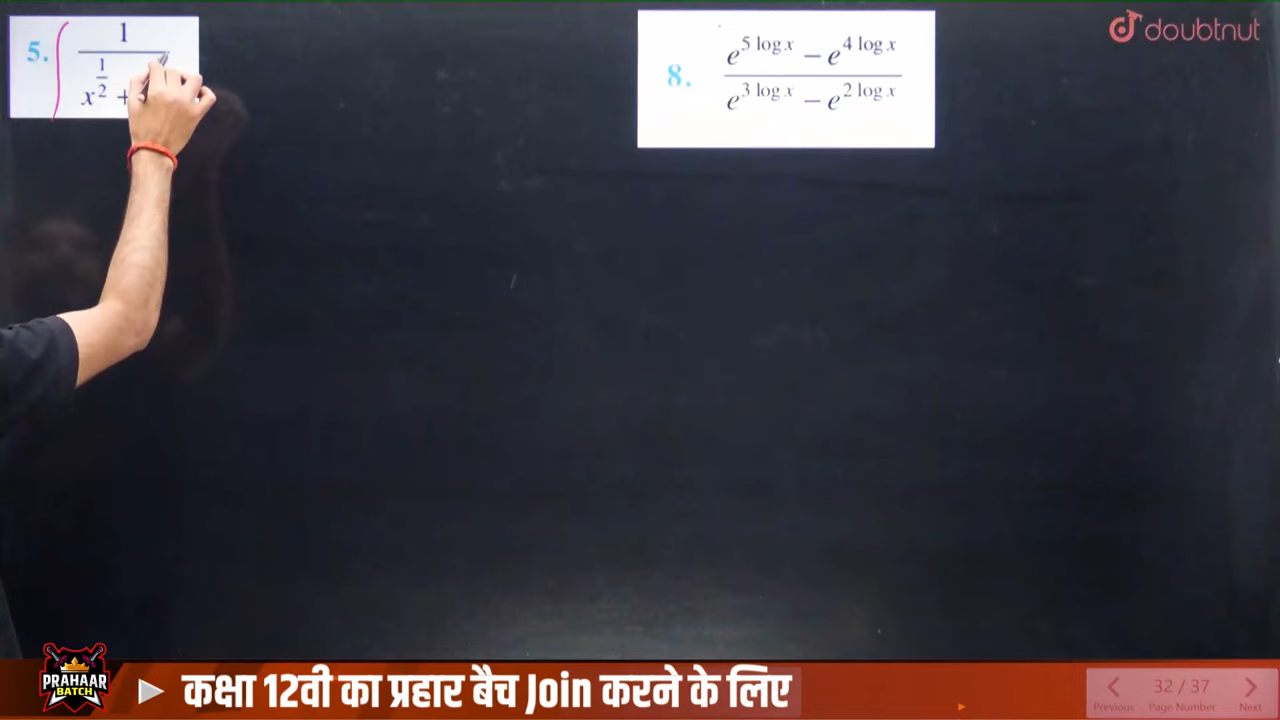 5. ∫ 1 / x^{1/2} +
8. (e^{5 log x} − e^{4 log x}) / (e^{3 log x} − e^{2 log x})
doubtnut
PRAHAAR
BATCH
कक्षा 12वी का प्रहार बैच Join करने के लिए
32 / 37
Previous Page Number Next